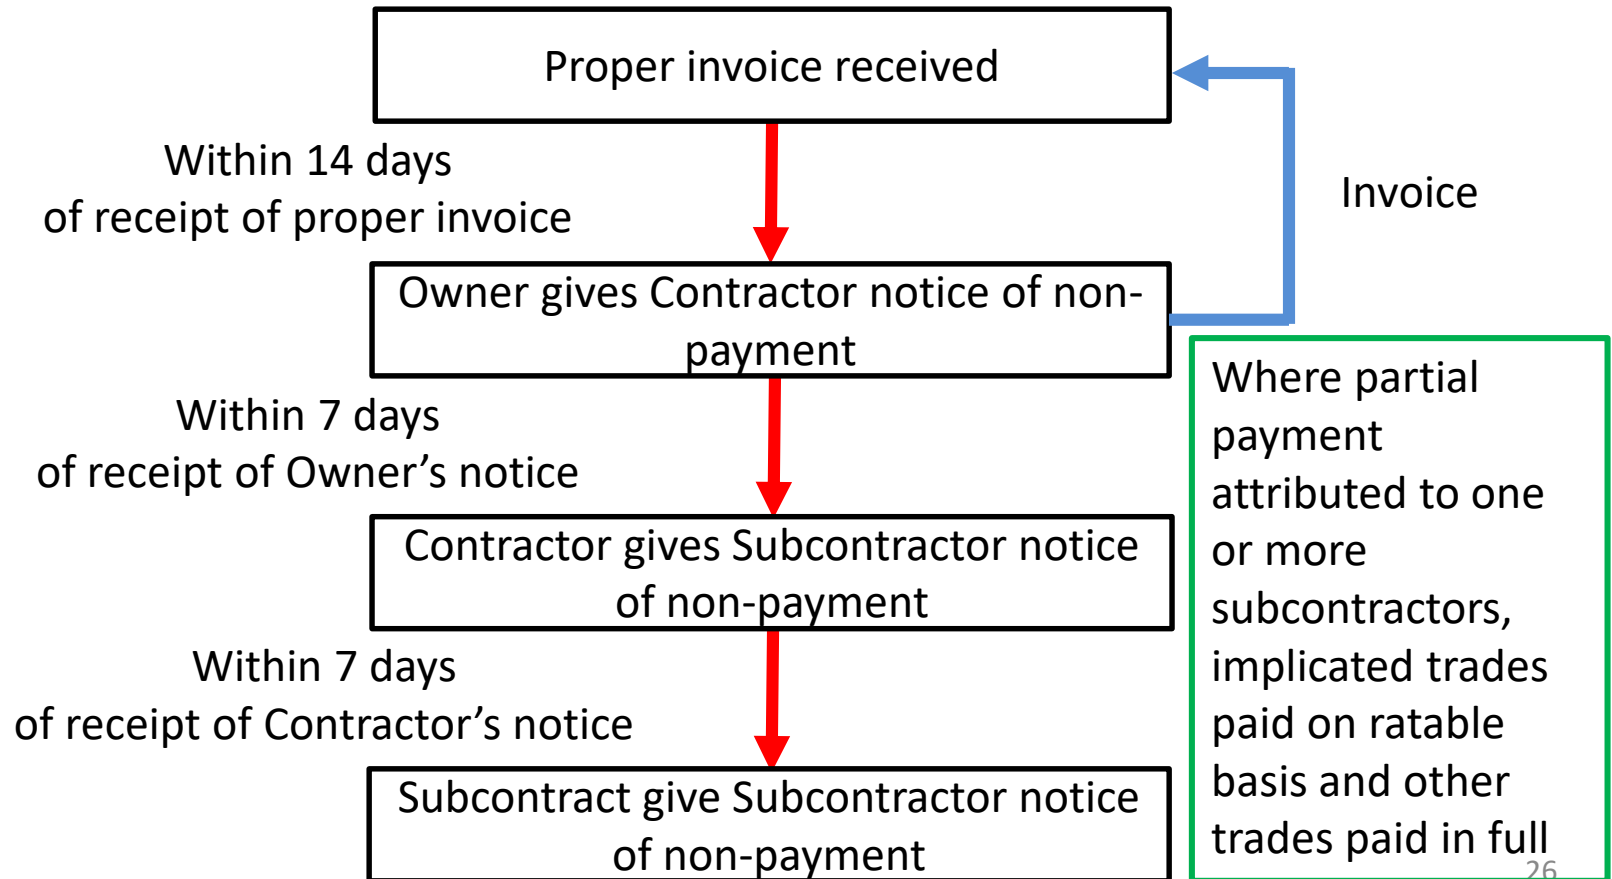 Proper invoice received
Within 14 days
of receipt of proper invoice
Invoice
Owner gives Contractor notice of non-
payment
Within 7 days
of receipt of Owner’s notice
Contractor gives Subcontractor notice
of non-payment
Within 7 days
of receipt of Contractor’s notice
Subcontract give Subcontractor notice
of non-payment
Where partial
payment
attributed to one
or more
subcontractors,
implicated trades
paid on ratable
basis and other
trades paid in full
26